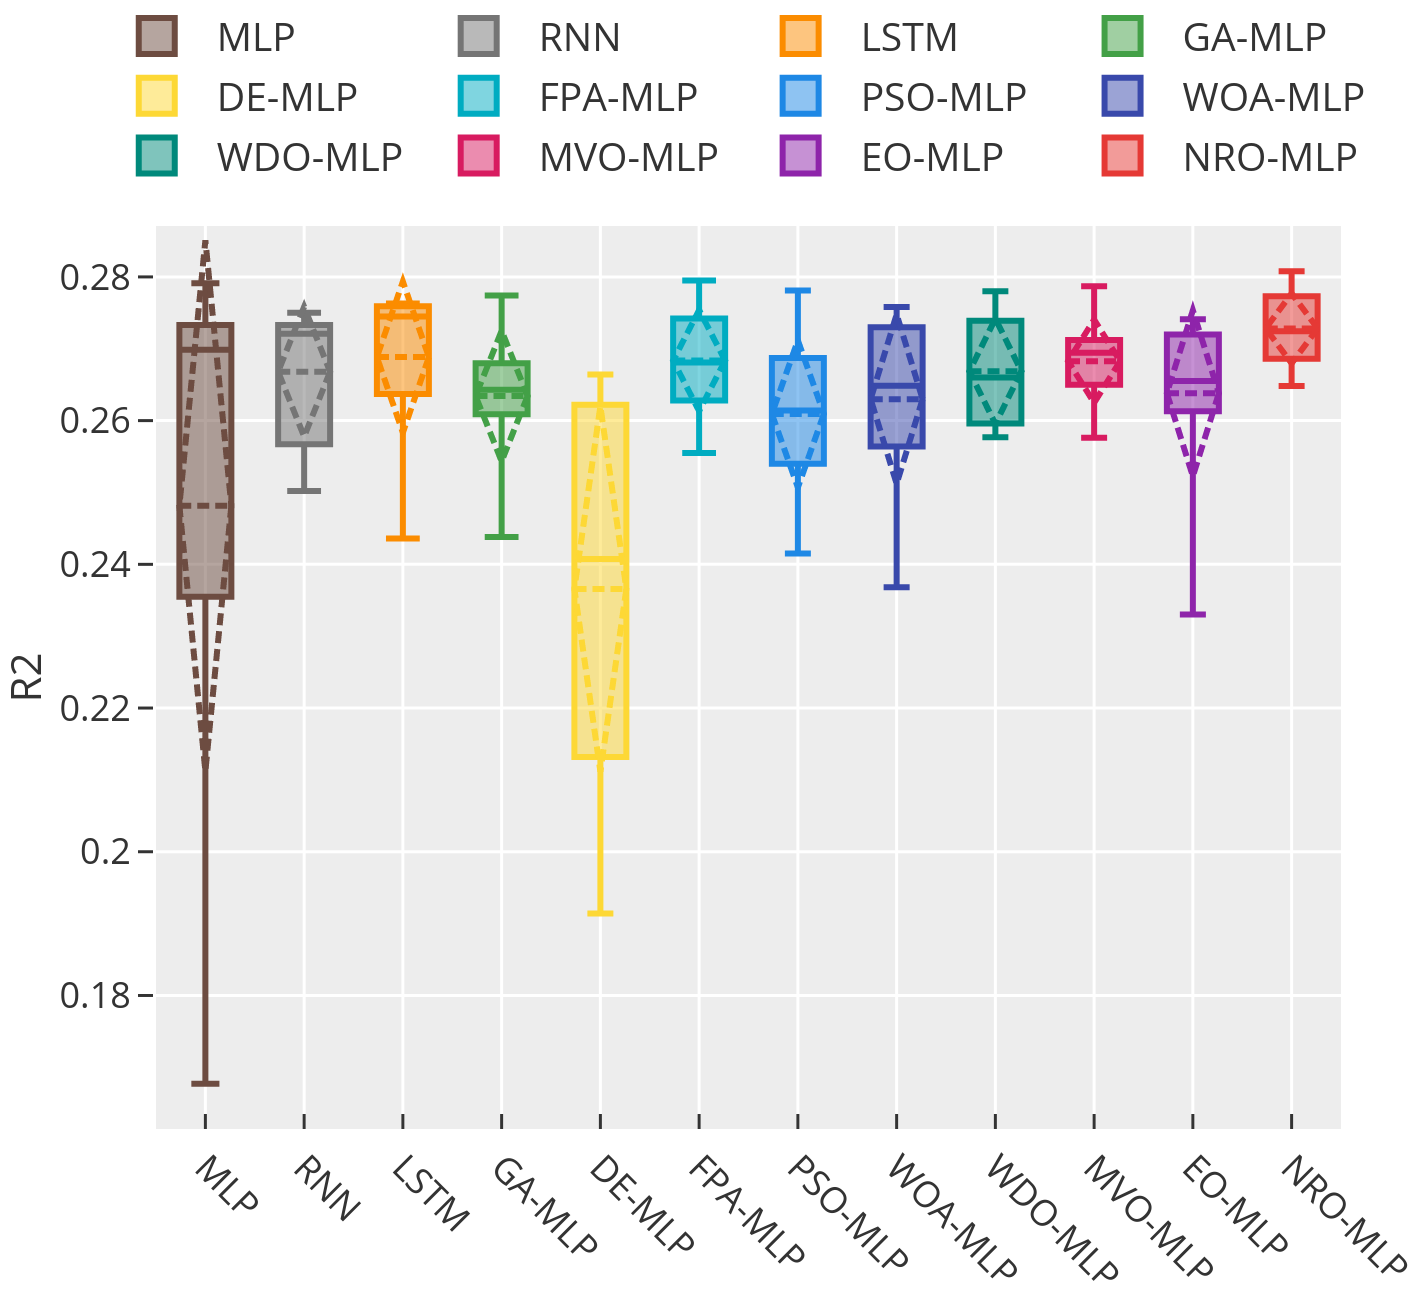 MLP RNN LSTM GA-MLP
DE-MLP FPA-MLP PSO-MLP WOA-MLP
WDO-MLP MVO-MLP EO-MLP NRO-MLP
0.28
0.26
0.24
0.22
0.2
0.18
R2
MLP RNN LSTM GA-MLP DE-MLP FPA-MLP PSO-MLP WOA-MLP WDO-MLP MVO-MLP EO-MLP NRO-MLP